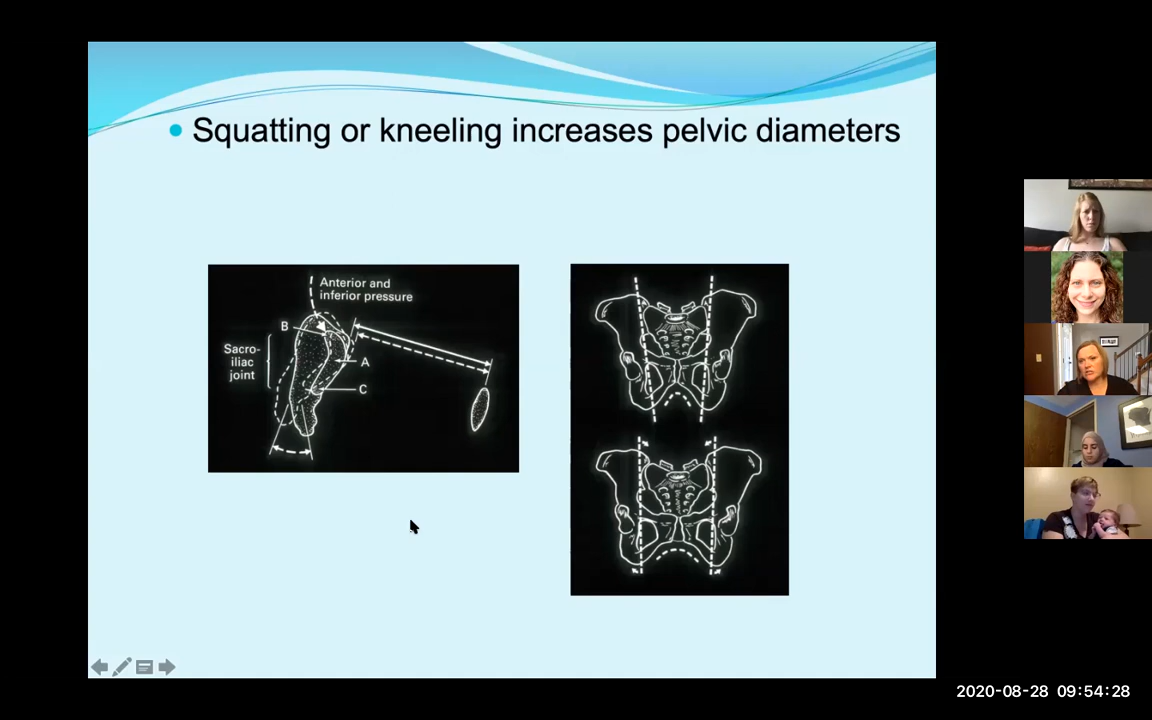 Squatting or kneeling increases pelvic diameters
Anterior and
inferior pressure
B
Sacro-
iliac
joint
A
C
2020-08-28 09:54:28